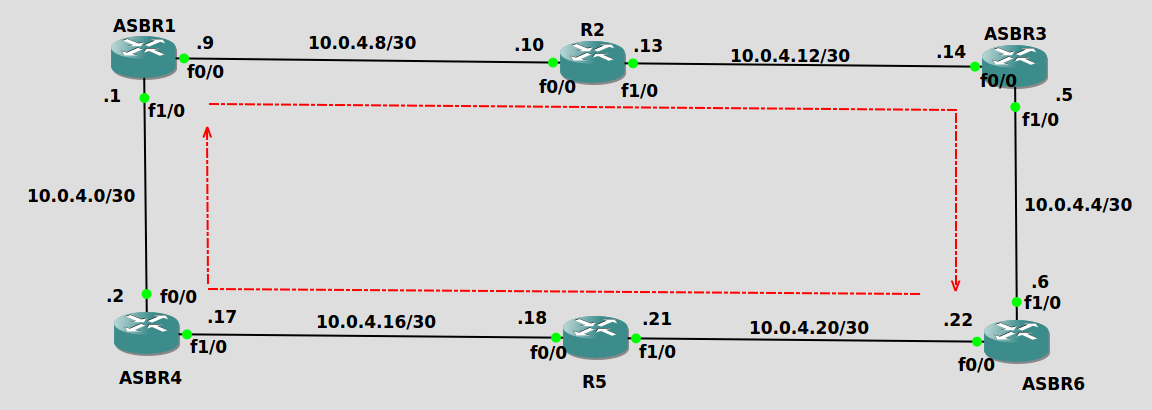 ASBR1
R2
ASBR3
.9
10.0.4.8/30
.10
.13
10.0.4.12/30
.14
f0/0
f0/0
f1/0
f0/0
.1
f1/0
.5
f1/0
10.0.4.0/30
10.0.4.4/30
.2
f0/0
.6
f1/0
.17
10.0.4.16/30
.18
.21
10.0.4.20/30
.22
f1/0
f0/0
f1/0
f0/0
ASBR4
R5
ASBR6